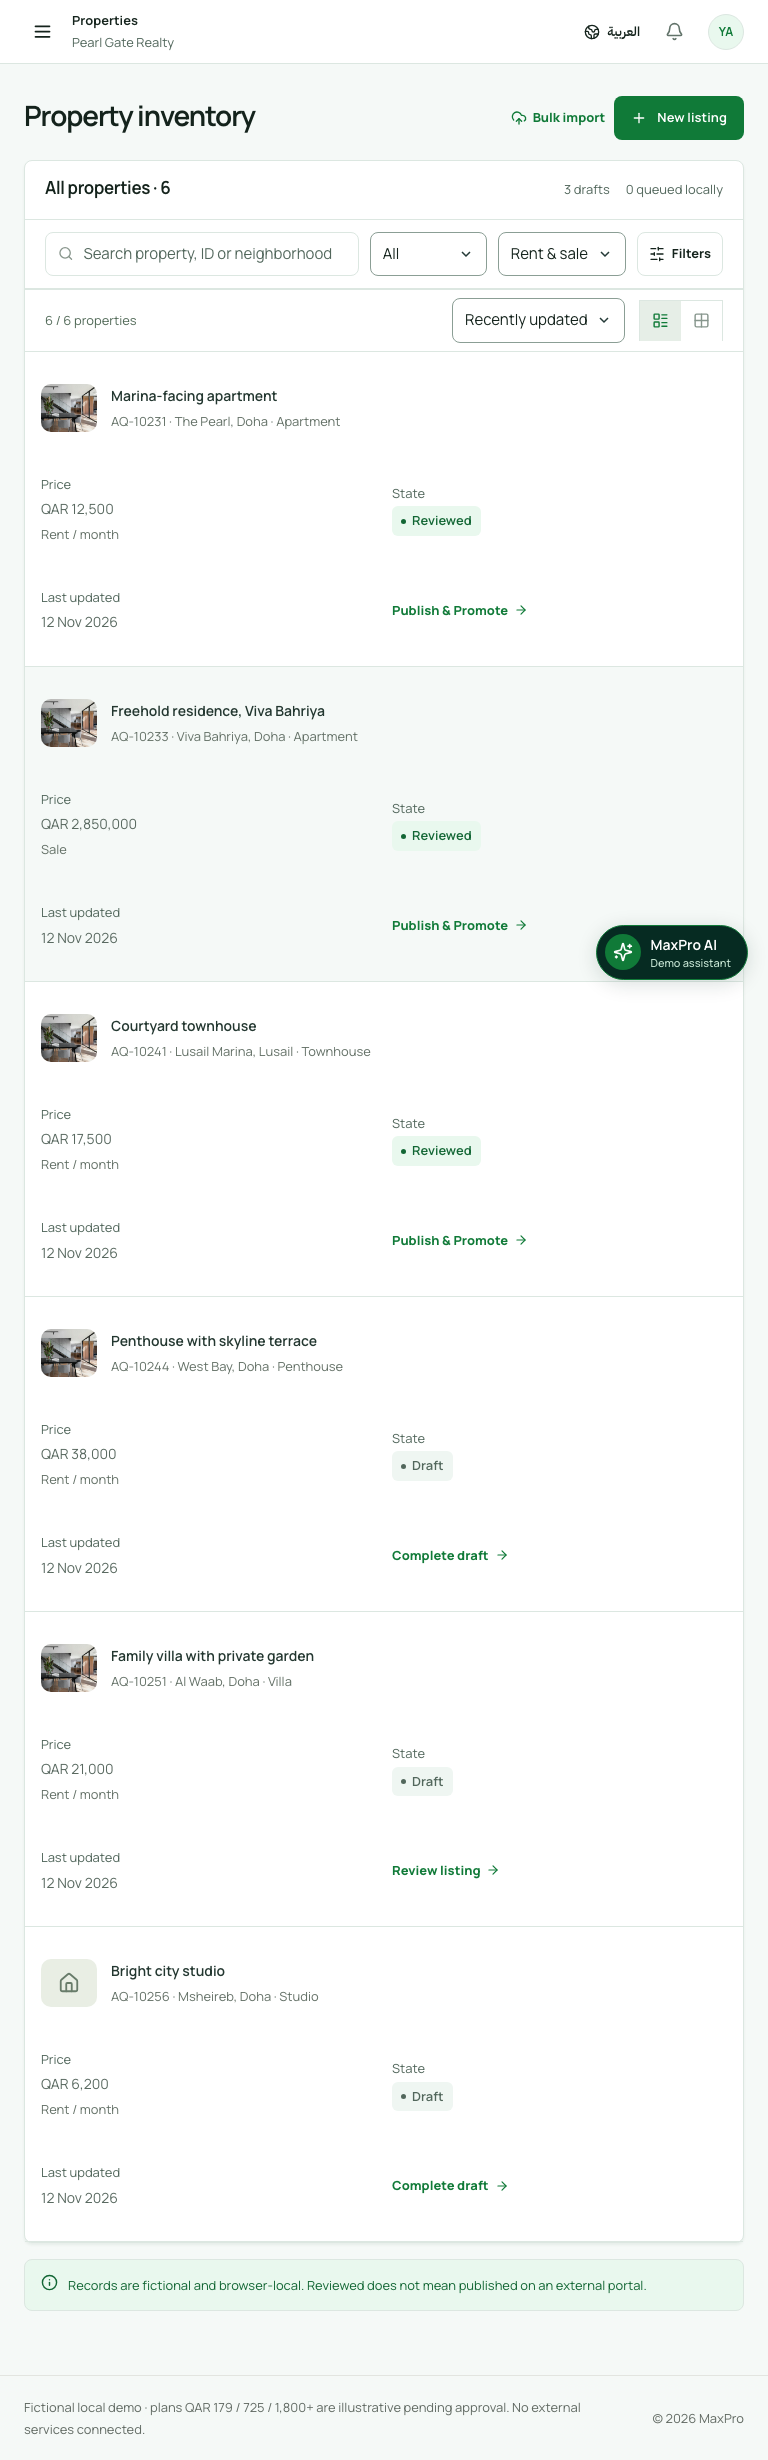 Properties
Pearl Gate Realty
العربية
YA
Property inventory
Bulk import
New listing
All properties · 6
3 drafts
0 queued locally
Search property, ID or neighborhood
All
Rent & sale
Filters
6 / 6 properties
Recently updated
Marina-facing apartment
AQ-10231 · The Pearl, Doha · Apartment
Price
QAR 12,500
Rent / month
State
Reviewed
Last updated
12 Nov 2026
Publish & Promote
Freehold residence, Viva Bahriya
AQ-10233 · Viva Bahriya, Doha · Apartment
Price
QAR 2,850,000
Sale
State
Reviewed
Last updated
12 Nov 2026
Publish & Promote
MaxPro AI
Demo assistant
Courtyard townhouse
AQ-10241 · Lusail Marina, Lusail · Townhouse
Price
QAR 17,500
Rent / month
State
Reviewed
Last updated
12 Nov 2026
Publish & Promote
Penthouse with skyline terrace
AQ-10244 · West Bay, Doha · Penthouse
Price
QAR 38,000
Rent / month
State
Draft
Last updated
12 Nov 2026
Complete draft
Family villa with private garden
AQ-10251 · Al Waab, Doha · Villa
Price
QAR 21,000
Rent / month
State
Draft
Last updated
12 Nov 2026
Review listing
Bright city studio
AQ-10256 · Msheireb, Doha · Studio
Price
QAR 6,200
Rent / month
State
Draft
Last updated
12 Nov 2026
Complete draft
Records are fictional and browser-local. Reviewed does not mean published on an external portal.
Fictional local demo · plans QAR 179 / 725 / 1,800+ are illustrative pending approval. No external
services connected.
© 2026 MaxPro